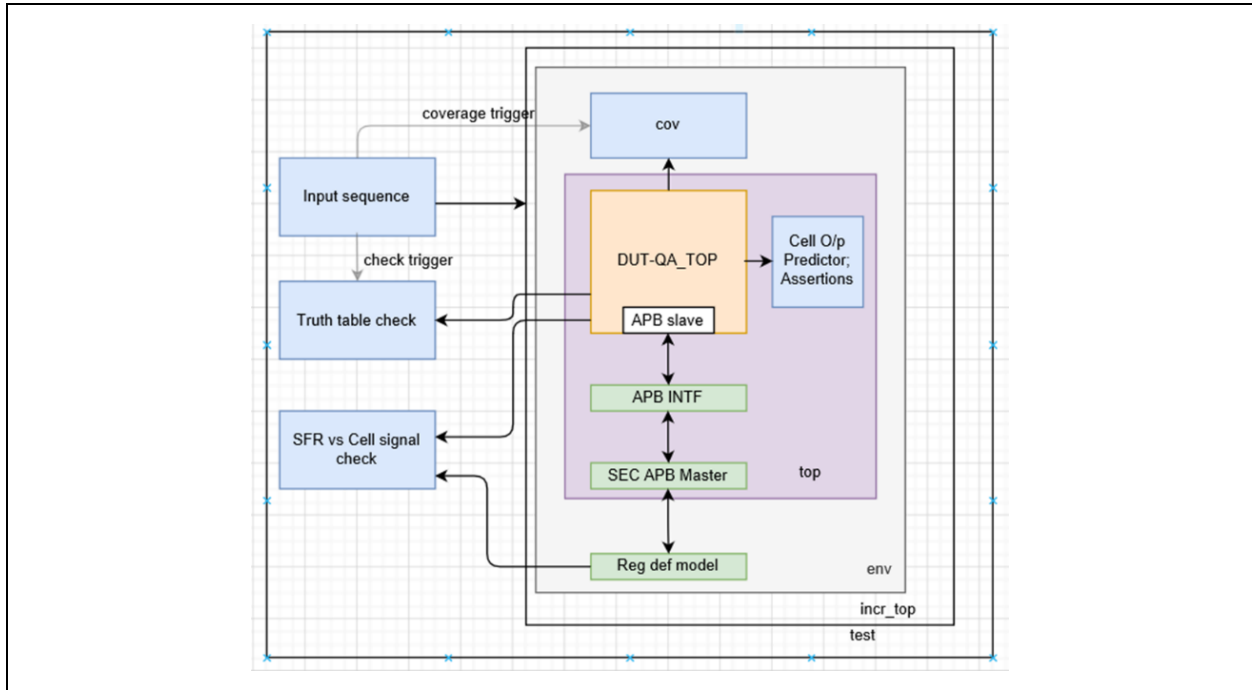 coverage trigger
cov
Input sequence
check trigger
DUT-QA_TOP
Cell O/p
Predictor;
Assertions
Truth table check
APB slave
APB INTF
SFR vs Cell signal
check
SEC APB Master
top
Reg def model
env
incr_top
test